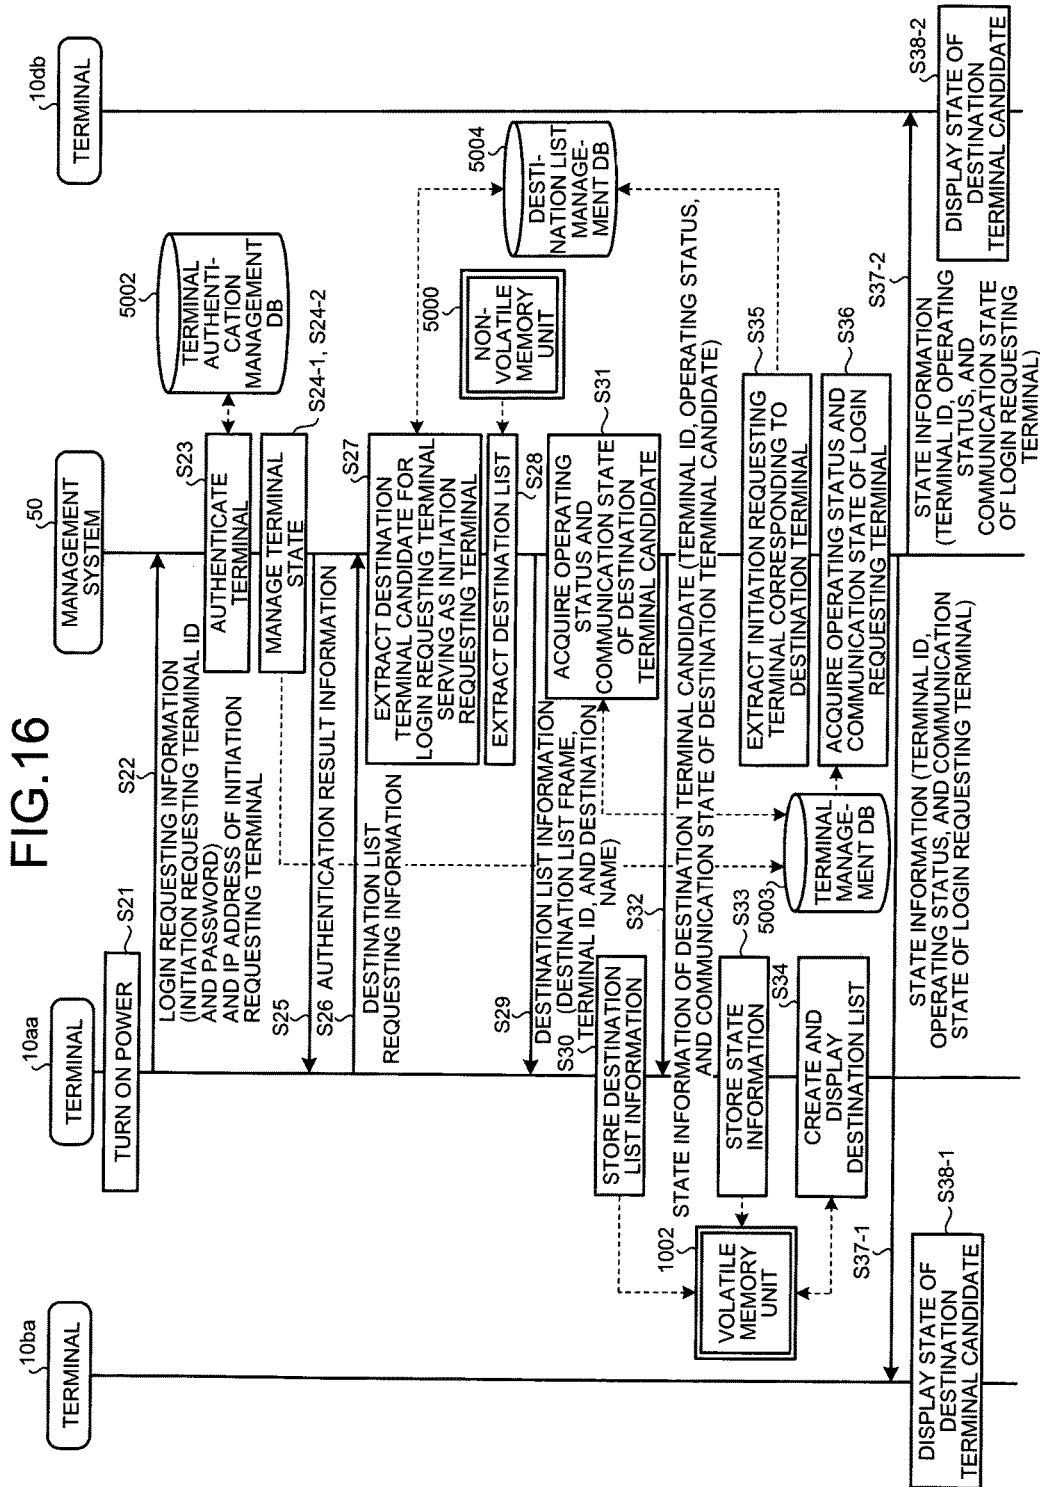 FIG.16
10ba
TERMINAL
10aa
TERMINAL
50
MANAGEMENT
SYSTEM
10db
TERMINAL
TURN ON POWER
S21
S22
LOGIN REQUESTING INFORMATION
(INITIATION REQUESTING TERMINAL ID
AND PASSWORD)
AND IP ADDRESS OF INITIATION
REQUESTING TERMINAL
S23
AUTHENTICATE
TERMINAL
5002
TERMINAL
AUTHENTI-
CATION
MANAGEMENT
DB
S24-1, S24-2
MANAGE TERMINAL
STATE
S25
AUTHENTICATION RESULT INFORMATION
S26
DESTINATION LIST
REQUESTING INFORMATION
S27
EXTRACT DESTINATION
TERMINAL CANDIDATE FOR
LOGIN REQUESTING TERMINAL
SERVING AS INITIATION
REQUESTING TERMINAL
5004
DESTI-
NATION LIST
MANAGE-
MENT DB
5000
NON-
VOLATILE
MEMORY
UNIT
EXTRACT DESTINATION LIST
S28
S29
DESTINATION LIST INFORMATION
(DESTINATION LIST FRAME,
TERMINAL ID, AND DESTINATION
NAME)
S30
STORE DESTINATION
LIST INFORMATION
S31
ACQUIRE OPERATING
STATUS AND
COMMUNICATION STATE
OF DESTINATION
TERMINAL CANDIDATE
S32
STATE INFORMATION OF DESTINATION TERMINAL CANDIDATE (TERMINAL ID, OPERATING STATUS,
AND COMMUNICATION STATE OF DESTINATION TERMINAL CANDIDATE)
1002
VOLATILE
MEMORY
UNIT
STORE STATE
INFORMATION
S33
5003
TERMINAL
MANAGE-
MENT DB
S34
CREATE AND
DISPLAY
DESTINATION LIST
S35
EXTRACT INITIATION REQUESTING
TERMINAL CORRESPONDING TO
DESTINATION TERMINAL
S36
ACQUIRE OPERATING STATUS AND
COMMUNICATION STATE OF LOGIN
REQUESTING TERMINAL
S37-1
STATE INFORMATION (TERMINAL ID,
OPERATING STATUS, AND COMMUNICATION
STATE OF LOGIN REQUESTING TERMINAL)
S37-2
STATE INFORMATION
(TERMINAL ID, OPERATING
STATUS, AND
COMMUNICATION STATE
OF LOGIN REQUESTING
TERMINAL)
S38-1
DISPLAY STATE OF
DESTINATION
TERMINAL CANDIDATE
S38-2
DISPLAY STATE OF
DESTINATION
TERMINAL CANDIDATE